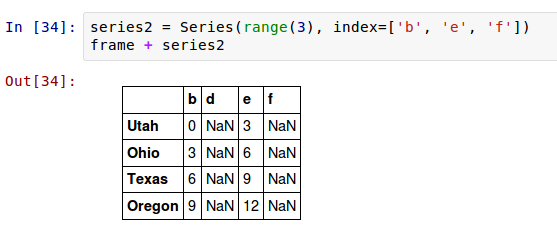 In [34]: series2 = Series(range(3), index=['b', 'e', 'f'])
frame + series2
Out[34]:
b d e f
Utah 0 NaN 3 NaN
Ohio 3 NaN 6 NaN
Texas 6 NaN 9 NaN
Oregon 9 NaN 12 NaN